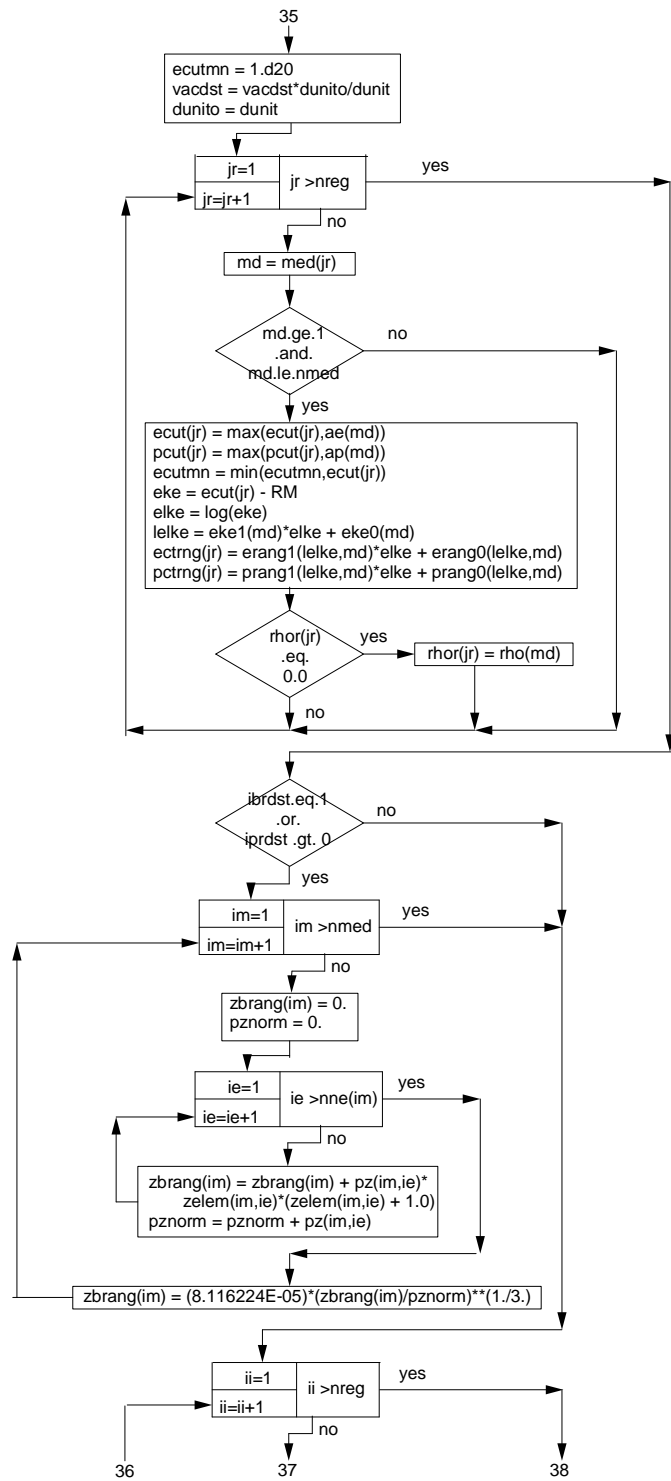 35
ecutmn = 1.d20
vacdst = vacdst*dunito/dunit
dunito = dunit
jr=1
jr=jr+1
jr >nreg
yes
no
md = med(jr)
md.ge.1
.and.
md.le.nmed
no
yes
ecut(jr) = max(ecut(jr),ae(md))
pcut(jr) = max(pcut(jr),ap(md))
ecutmn = min(ecutmn,ecut(jr))
eke = ecut(jr) - RM
elke = log(eke)
lelke = eke1(md)*elke + eke0(md)
ectrng(jr) = erang1(lelke,md)*elke + erang0(lelke,md)
pctrng(jr) = prang1(lelke,md)*elke + prang0(lelke,md)
rhor(jr)
.eq.
0.0
yes
rhor(jr) = rho(md)
no
ibrdst.eq.1
.or.
iprdst .gt. 0
no
yes
im=1
im=im+1
im >nmed
yes
no
zbrang(im) = 0.
pznorm = 0.
ie=1
ie=ie+1
ie >nne(im)
yes
no
zbrang(im) = zbrang(im) + pz(im,ie)*
zelem(im,ie)*(zelem(im,ie) + 1.0)
pznorm = pznorm + pz(im,ie)
zbrang(im) = (8.116224E-05)*(zbrang(im)/pznorm)**(1./3.)
ii=1
ii=ii+1
ii >nreg
yes
no
36
37
38